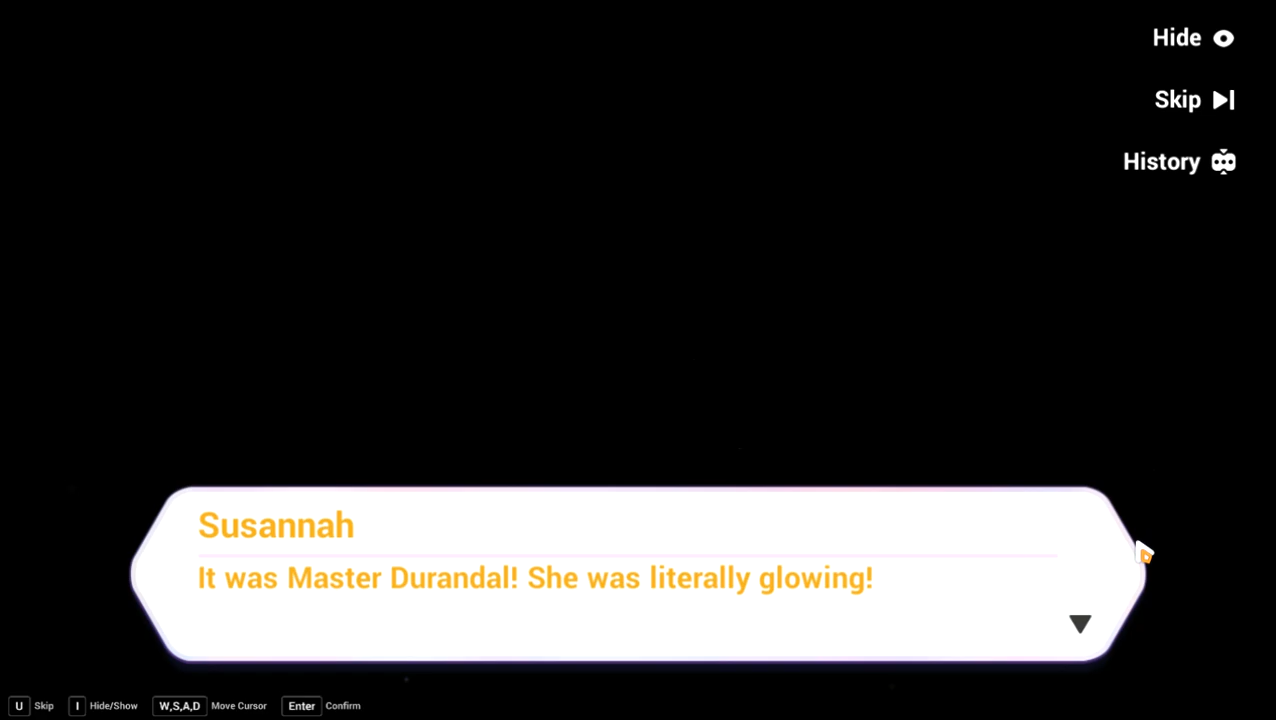 Hide
Skip
History
Susannah
It was Master Durandal! She was literally glowing!
U Skip I Hide/Show W,S,A,D Move Cursor Enter Confirm